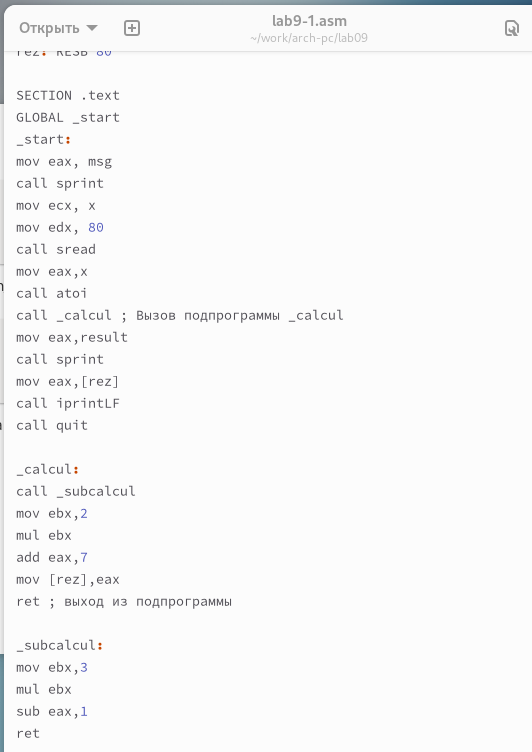 Открыть
lab9-1.asm
~/work/arch-pc/lab09
rez: RESB 80
SECTION .text
GLOBAL _start
_start:
mov eax, msg
call sprint
mov ecx, x
mov edx, 80
call sread
mov eax,x
call atoi
call _calcul ; Вызов подпрограммы _calcul
mov eax,result
call sprint
mov eax,[rez]
call iprintLF
call quit
_calcul:
call _subcalcul
mov ebx,2
mul ebx
add eax,7
mov [rez],eax
ret ; выход из подпрограммы
_subcalcul:
mov ebx,3
mul ebx
sub eax,1
ret